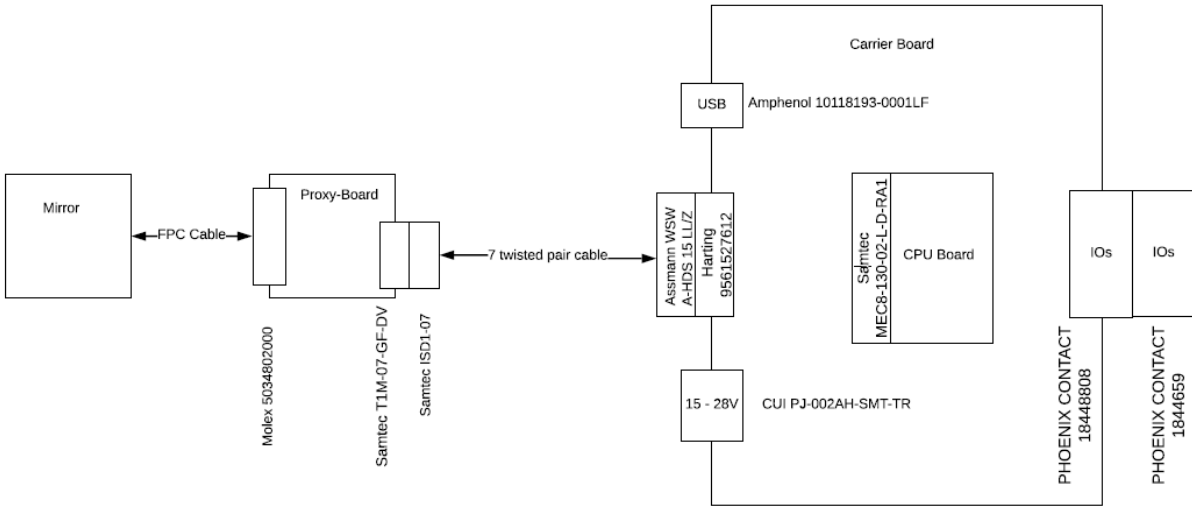 Carrier Board
USB
Amphenol 10118193-0001LF
Mirror
FPC Cable
Proxy-Board
Molex 5034802000
Samtec T1M-07-GF-DV
Samtec ISD1-07
7 twisted pair cable
Assmann WSW
A-HDS 15 LL/Z
Harting
9561527612
Samtec
MEC8-130-02-L-D-RA1
CPU Board
IOs
IOs
15 - 28V
CUI PJ-002AH-SMT-TR
PHOENIX CONTACT
18448808
PHOENIX CONTACT
1844659